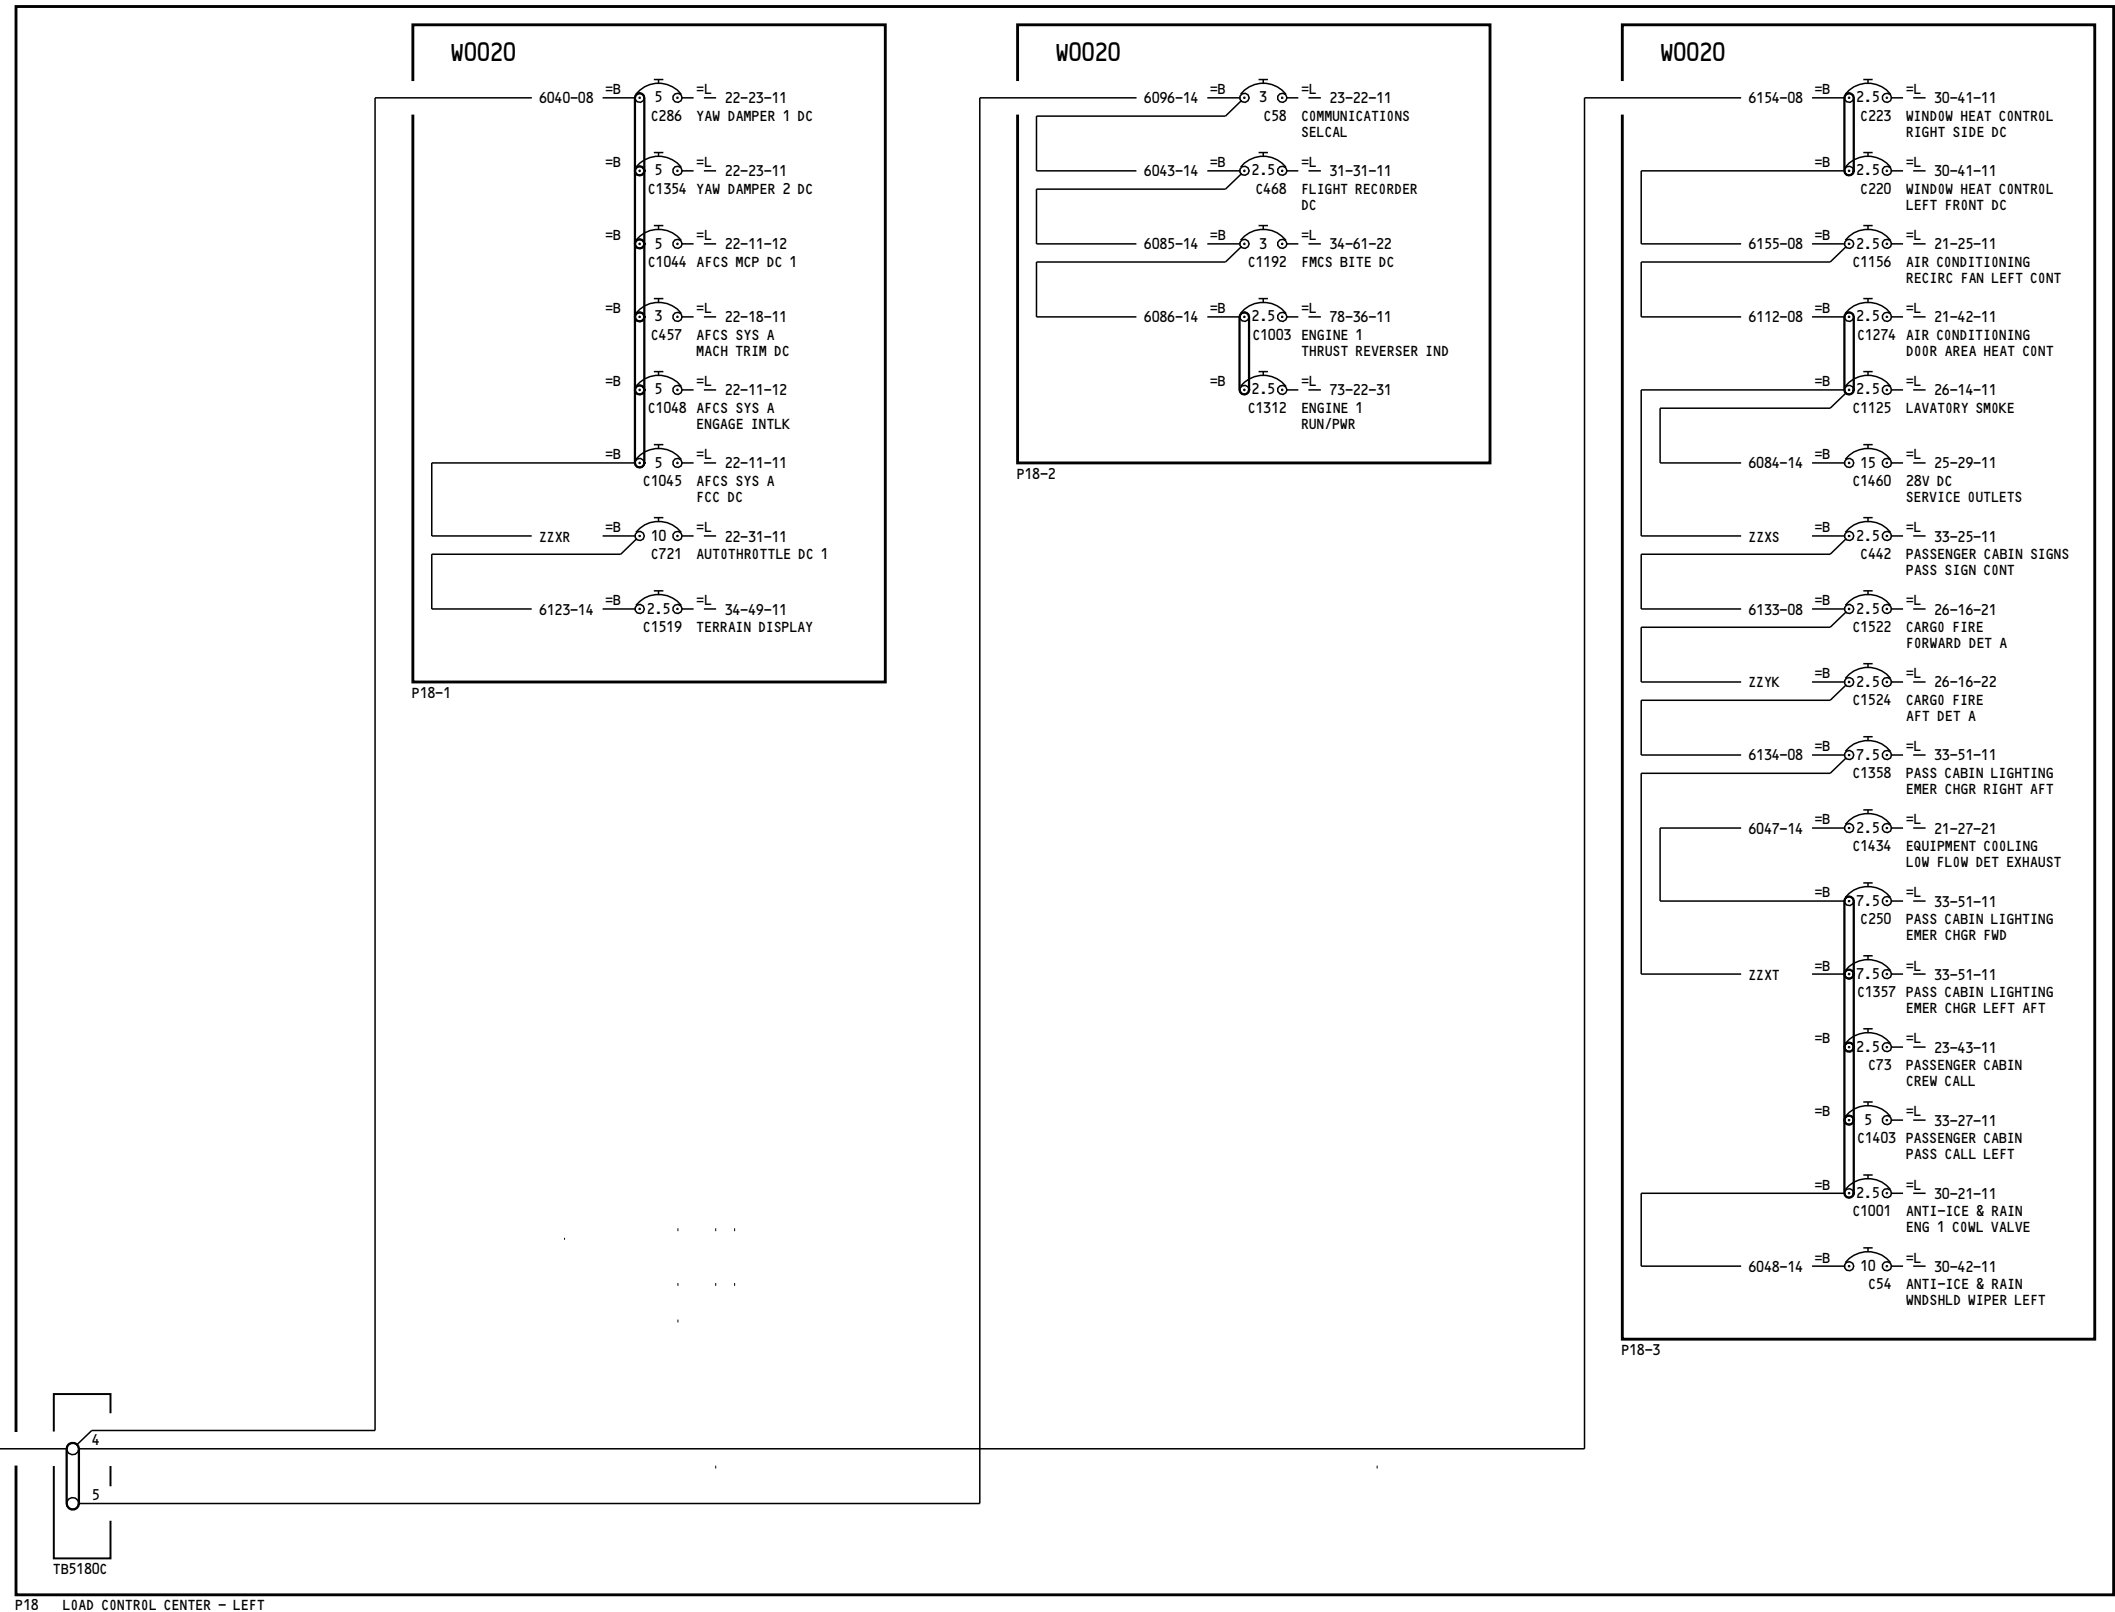 W0020
6040-08 =B 5 =L 22-23-11
C286 YAW DAMPER 1 DC
=B 5 =L 22-23-11
C1354 YAW DAMPER 2 DC
=B 5 =L 22-11-12
C1044 AFCS MCP DC 1
=B 3 =L 22-18-11
C457 AFCS SYS A
MACH TRIM DC
=B 5 =L 22-11-12
C1048 AFCS SYS A
ENGAGE INTLK
=B 5 =L 22-11-11
C1045 AFCS SYS A
FCC DC
ZZXR =B 10 =L 22-31-11
C721 AUTOTHROTTLE DC 1
6123-14 =B 2.5 =L 34-49-11
C1519 TERRAIN DISPLAY
P18-1
W0020
6096-14 =B 3 =L 23-22-11
C58 COMMUNICATIONS
SELCAL
6043-14 =B 2.5 =L 31-31-11
C468 FLIGHT RECORDER
DC
6085-14 =B 3 =L 34-61-22
C1192 FMCS BITE DC
6086-14 =B 2.5 =L 78-36-11
C1003 ENGINE 1
THRUST REVERSER IND
=B 2.5 =L 73-22-31
C1312 ENGINE 1
RUN/PWR
P18-2
W0020
6154-08 =B 2.5 =L 30-41-11
C223 WINDOW HEAT CONTROL
RIGHT SIDE DC
=B 2.5 =L 30-41-11
C220 WINDOW HEAT CONTROL
LEFT FRONT DC
6155-08 =B 2.5 =L 21-25-11
C1156 AIR CONDITIONING
RECIRC FAN LEFT CONT
6112-08 =B 2.5 =L 21-42-11
C1274 AIR CONDITIONING
DOOR AREA HEAT CONT
=B 2.5 =L 26-14-11
C1125 LAVATORY SMOKE
6084-14 =B 15 =L 25-29-11
C1460 28V DC
SERVICE OUTLETS
ZZXS =B 2.5 =L 33-25-11
C442 PASSENGER CABIN SIGNS
PASS SIGN CONT
6133-08 =B 2.5 =L 26-16-21
C1522 CARGO FIRE
FORWARD DET A
ZZYK =B 2.5 =L 26-16-22
C1524 CARGO FIRE
AFT DET A
6134-08 =B 7.5 =L 33-51-11
C1358 PASS CABIN LIGHTING
EMER CHGR RIGHT AFT
6047-14 =B 2.5 =L 21-27-21
C1434 EQUIPMENT COOLING
LOW FLOW DET EXHAUST
=B 7.5 =L 33-51-11
C250 PASS CABIN LIGHTING
EMER CHGR FWD
ZZXT =B 7.5 =L 33-51-11
C1357 PASS CABIN LIGHTING
EMER CHGR LEFT AFT
=B 2.5 =L 23-43-11
C73 PASSENGER CABIN
CREW CALL
=B 5 =L 33-27-11
C1403 PASSENGER CABIN
PASS CALL LEFT
=B 2.5 =L 30-21-11
C1001 ANTI-ICE & RAIN
ENG 1 COWL VALVE
6048-14 =B 10 =L 30-42-11
C54 ANTI-ICE & RAIN
WNDSHLD WIPER LEFT
P18-3
4
5
TB5180C
P18 LOAD CONTROL CENTER - LEFT